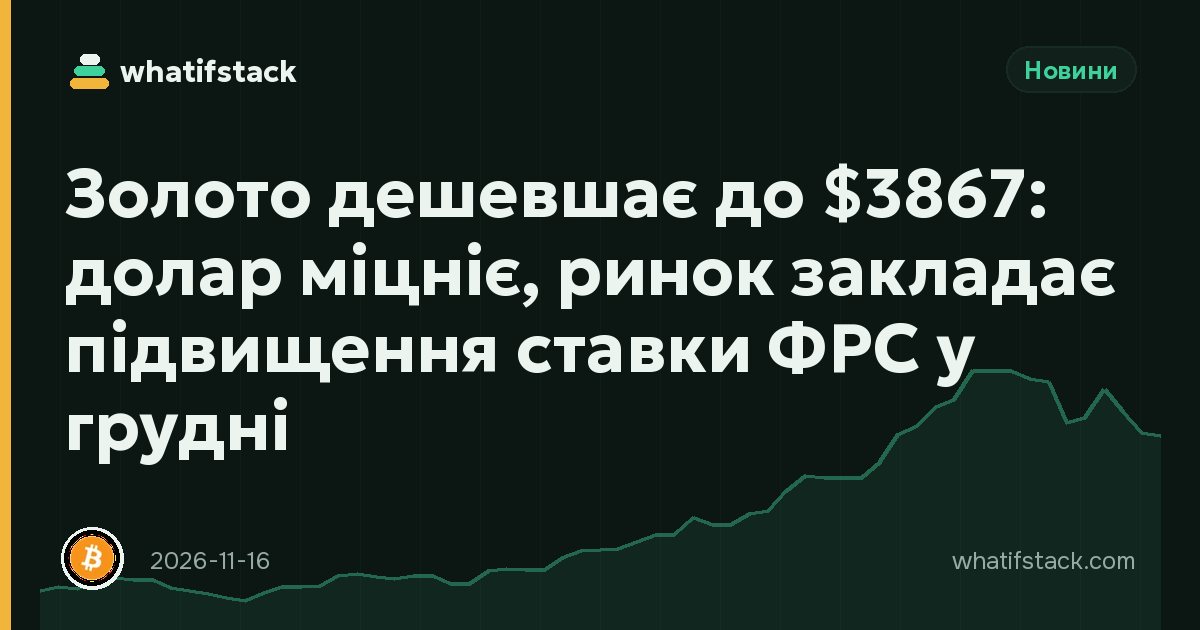 whatifstack
Новини
Золото дешевшає до $3867:
долар міцніє, ринок закладає
підвищення ставки ФРС у
грудні
2026-11-16
whatifstack.com